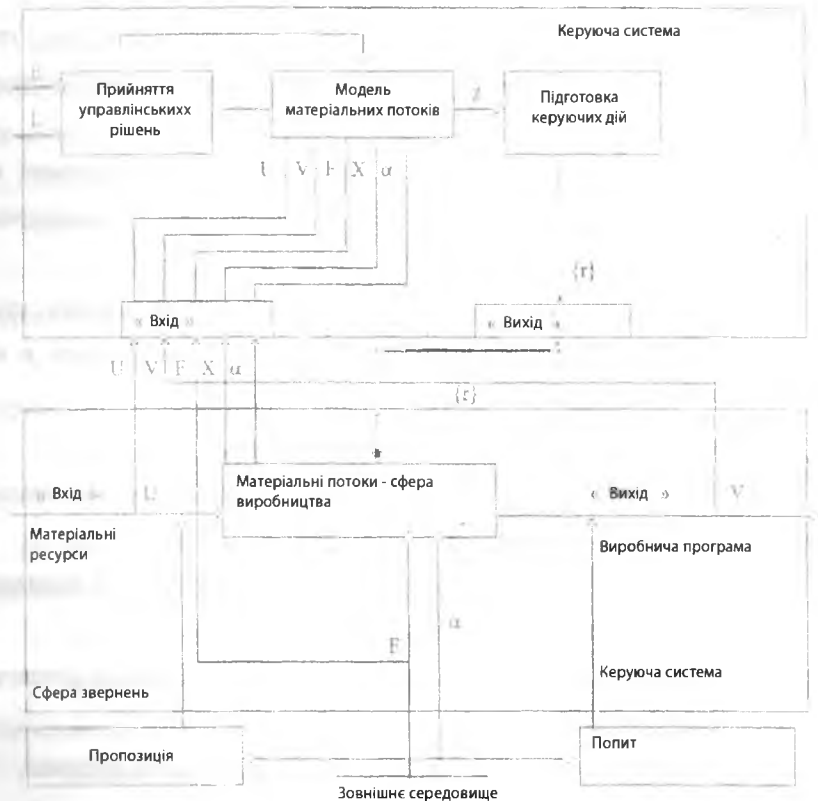 Керуюча система
Прийняття
управлінськихх
рішень
Модель
матеріальних потоків
Z
Підготовка
керуючих дій
U V F X α
{r}
« Вхід »
« Вихід »
U V F X α
{r}
Вхід
U
Матеріальні потоки - сфера
виробництва
« Вихід »
V
Матеріальні
ресурси
Виробнича програма
α
F
Керуюча система
Сфера звернень
Пропозиція
Попит
Зовнішнє середовище